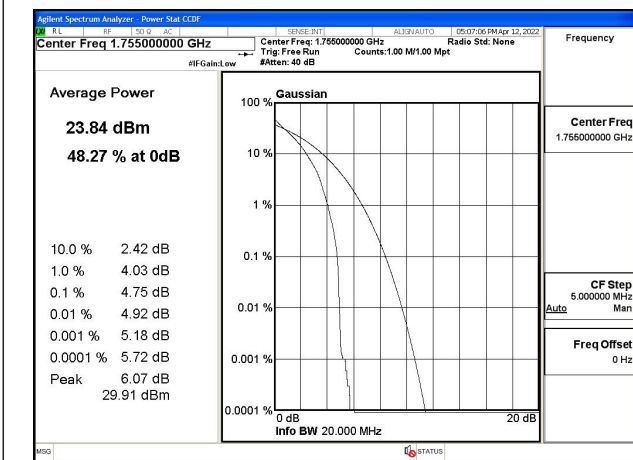 Agilent Spectrum Analyzer - Power Stat CCDF
RL RF 50 Ω AC SENSE:INT ALIGN AUTO 05:07:06 PM Apr 12, 2022
Center Freq 1.755000000 GHz
Center Freq: 1.755000000 GHz Radio Std: None
Trig: Free Run Counts:1.00 M/1.00 Mpt
#IFGain:Low #Atten: 40 dB
Frequency
Average Power
23.84 dBm
48.27 % at 0dB
10.0 % 2.42 dB
1.0 % 4.03 dB
0.1 % 4.75 dB
0.01 % 4.92 dB
0.001 % 5.18 dB
0.0001 % 5.72 dB
Peak 6.07 dB
29.91 dBm
Gaussian
100 %
10 %
1 %
0.1 %
0.01 %
0.001 %
0.0001 %
0 dB 20 dB
Info BW 20.000 MHz
Center Freq
1.755000000 GHz
CF Step
5.000000 MHz
Auto Man
Freq Offset
0 Hz
MSG STATUS